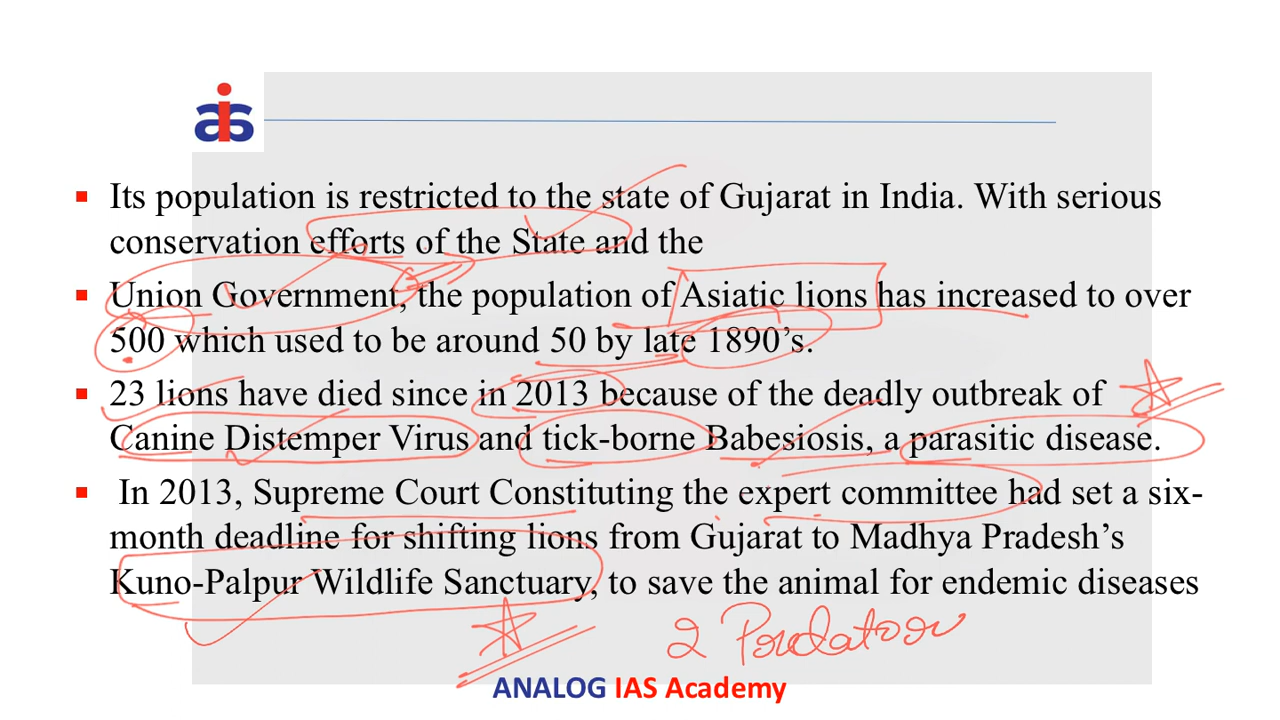 Its population is restricted to the state of Gujarat in India. With serious
conservation efforts of the State and the
Union Government, the population of Asiatic lions has increased to over
500 which used to be around 50 by late 1890’s.
23 lions have died since in 2013 because of the deadly outbreak of
Canine Distemper Virus and tick-borne Babesiosis, a parasitic disease.
In 2013, Supreme Court Constituting the expert committee had set a six-
month deadline for shifting lions from Gujarat to Madhya Pradesh’s
Kuno-Palpur Wildlife Sanctuary, to save the animal for endemic diseases
2 Predator
ANALOG IAS Academy